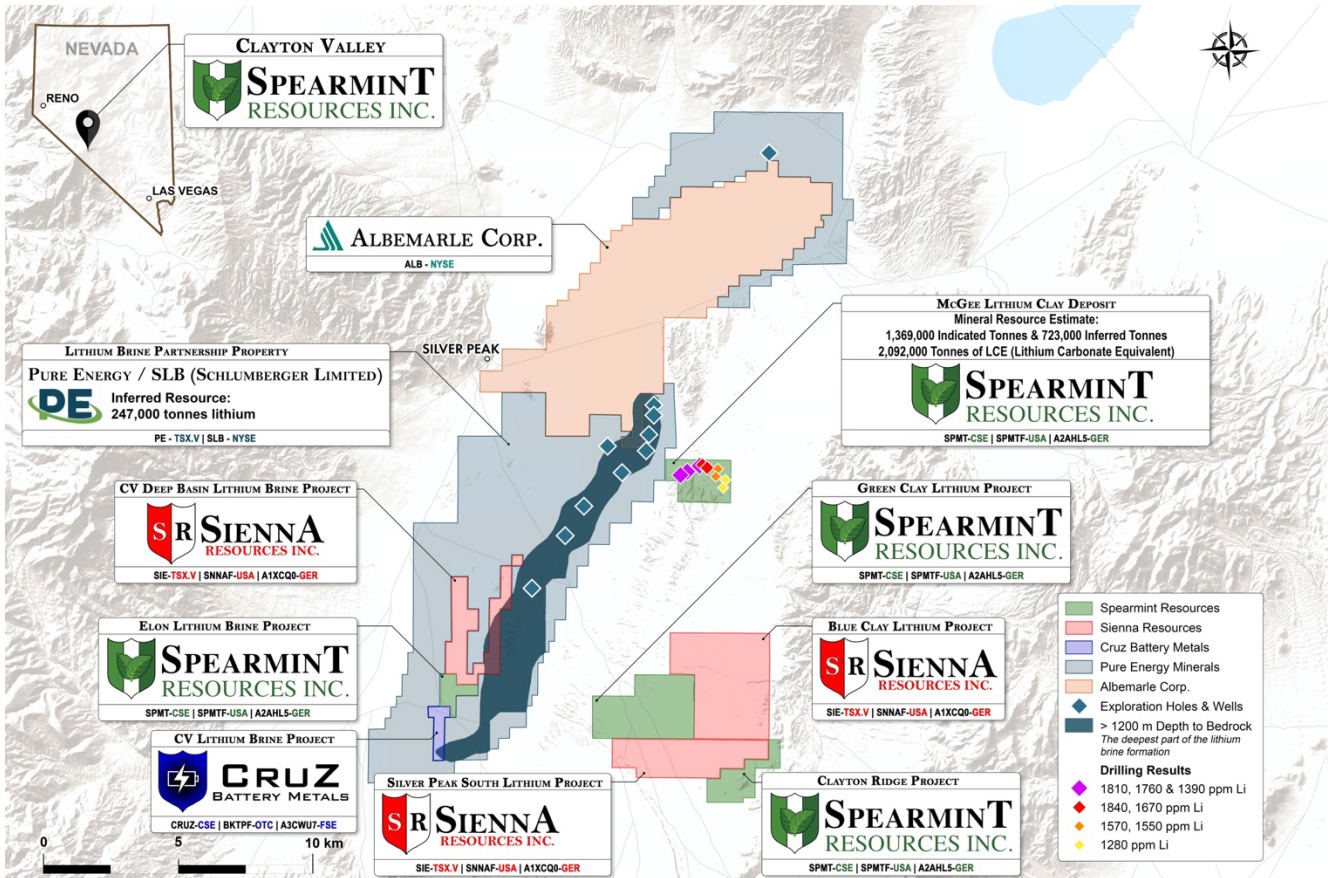 NEVADA
RENO
LAS VEGAS
CLAYTON VALLEY
SPEARMINT
RESOURCES INC.
ALBEMARLE CORP.
ALB - NYSE
MCGEE LITHIUM CLAY DEPOSIT
Mineral Resource Estimate:
1,369,000 Indicated Tonnes & 723,000 Inferred Tonnes
2,092,000 Tonnes of LCE (Lithium Carbonate Equivalent)
SPEARMINT
RESOURCES INC.
SPMT-CSE | SPMTF-USA | A2AHL5-GER
SILVER PEAK
LITHIUM BRINE PARTNERSHIP PROPERTY
PURE ENERGY / SLB (SCHLUMBERGER LIMITED)
PE
Inferred Resource:
247,000 tonnes lithium
PE - TSX.V | SLB - NYSE
CV DEEP BASIN LITHIUM BRINE PROJECT
SR SIENNA
RESOURCES INC.
SIE-TSX.V | SNNAF-USA | A1XCQ0-GER
GREEN CLAY LITHIUM PROJECT
SPEARMINT
RESOURCES INC.
SPMT-CSE | SPMTF-USA | A2AHL5-GER
ELON LITHIUM BRINE PROJECT
SPEARMINT
RESOURCES INC.
SPMT-CSE | SPMTF-USA | A2AHL5-GER
BLUE CLAY LITHIUM PROJECT
SR SIENNA
RESOURCES INC.
SIE-TSX.V | SNNAF-USA | A1XCQ0-GER
CV LITHIUM BRINE PROJECT
CRUZ
BATTERY METALS
CRUZ-CSE | BKTPF-OTC | A3CWU7-FSE
SILVER PEAK SOUTH LITHIUM PROJECT
SR SIENNA
RESOURCES INC.
SIE-TSX.V | SNNAF-USA | A1XCQ0-GER
CLAYTON RIDGE PROJECT
SPEARMINT
RESOURCES INC.
SPMT-CSE | SPMTF-USA | A2AHL5-GER
Spearmint Resources
Sienna Resources
Cruz Battery Metals
Pure Energy Minerals
Albemarle Corp.
Exploration Holes & Wells
> 1200 m Depth to Bedrock
The deepest part of the lithium
brine formation
Drilling Results
1810, 1760 & 1390 ppm Li
1840, 1670 ppm Li
1570, 1550 ppm Li
1280 ppm Li
0 5 10 km